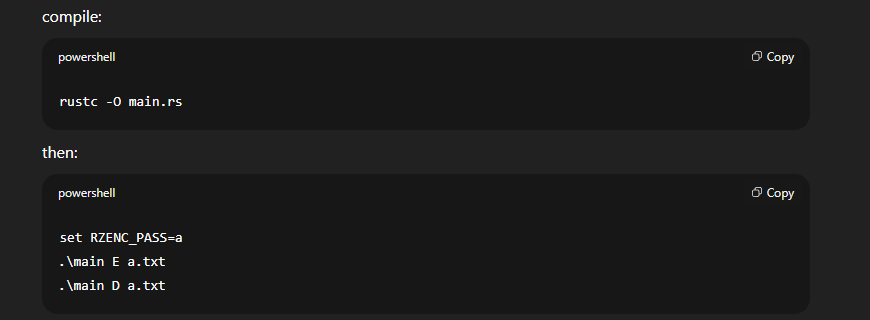 compile:
powershell
Copy
rustc -O main.rs
then:
powershell
Copy
set RZENC_PASS=a
.\main E a.txt
.\main D a.txt